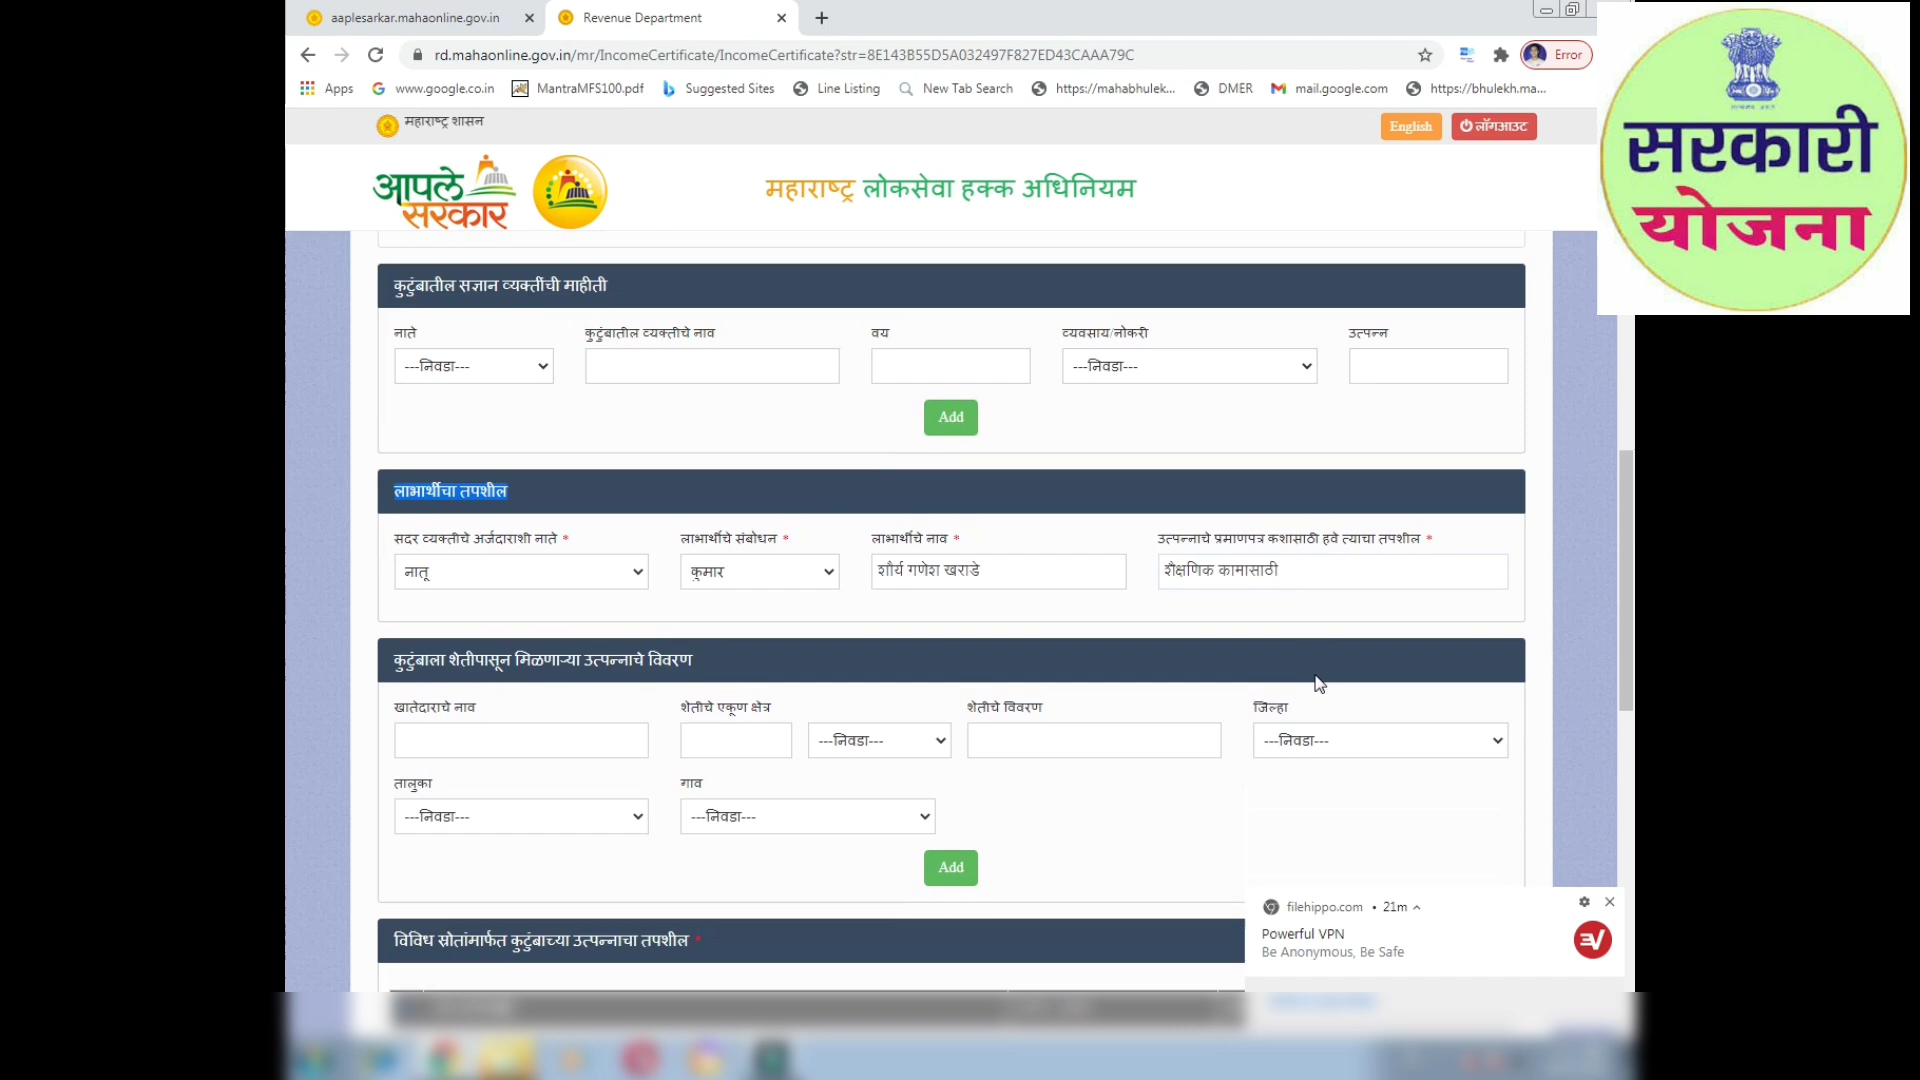 aaplesarkar.mahaonline.gov.in
Revenue Department
rd.mahaonline.gov.in/mr/IncomeCertificate/IncomeCertificate?str=8E143B55D5A032497F827ED43CAAA79C
Error
Apps www.google.co.in MantraMFS100.pdf Suggested Sites Line Listing New Tab Search https://mahabhulek... DMER mail.google.com https://bhulekh.ma...
महाराष्ट्र शासन
English
लॉगआउट
आपले
सरकार
महाराष्ट्र लोकसेवा हक्क अधिनियम
सरकारी
योजना
कुटुंबातील सज्ञान व्यक्तींची माहीती
नाते कुटुंबातील व्यक्तीचे नाव वय व्यवसाय/नोकरी उत्पन्न
---निवडा--- ---निवडा---
Add
लाभार्थीचा तपशील
सदर व्यक्तीचे अर्जदाराशी नाते * लाभार्थीचे संबोधन * लाभार्थीचे नाव * उत्पन्नाचे प्रमाणपत्र कशासाठी हवे त्याचा तपशील *
नातू कुमार शौर्य गणेश खराडे शैक्षणिक कामासाठी
कुटुंबाला शेतीपासून मिळणाऱ्या उत्पन्नाचे विवरण
खातेदाराचे नाव शेतीचे एकूण क्षेत्र शेतीचे विवरण जिल्हा
---निवडा--- ---निवडा---
तालुका गाव
---निवडा--- ---निवडा---
Add
filehippo.com • 21m
Powerful VPN
Be Anonymous, Be Safe
विविध स्रोतांमार्फत कुटुंबाच्या उत्पन्नाचा तपशील *